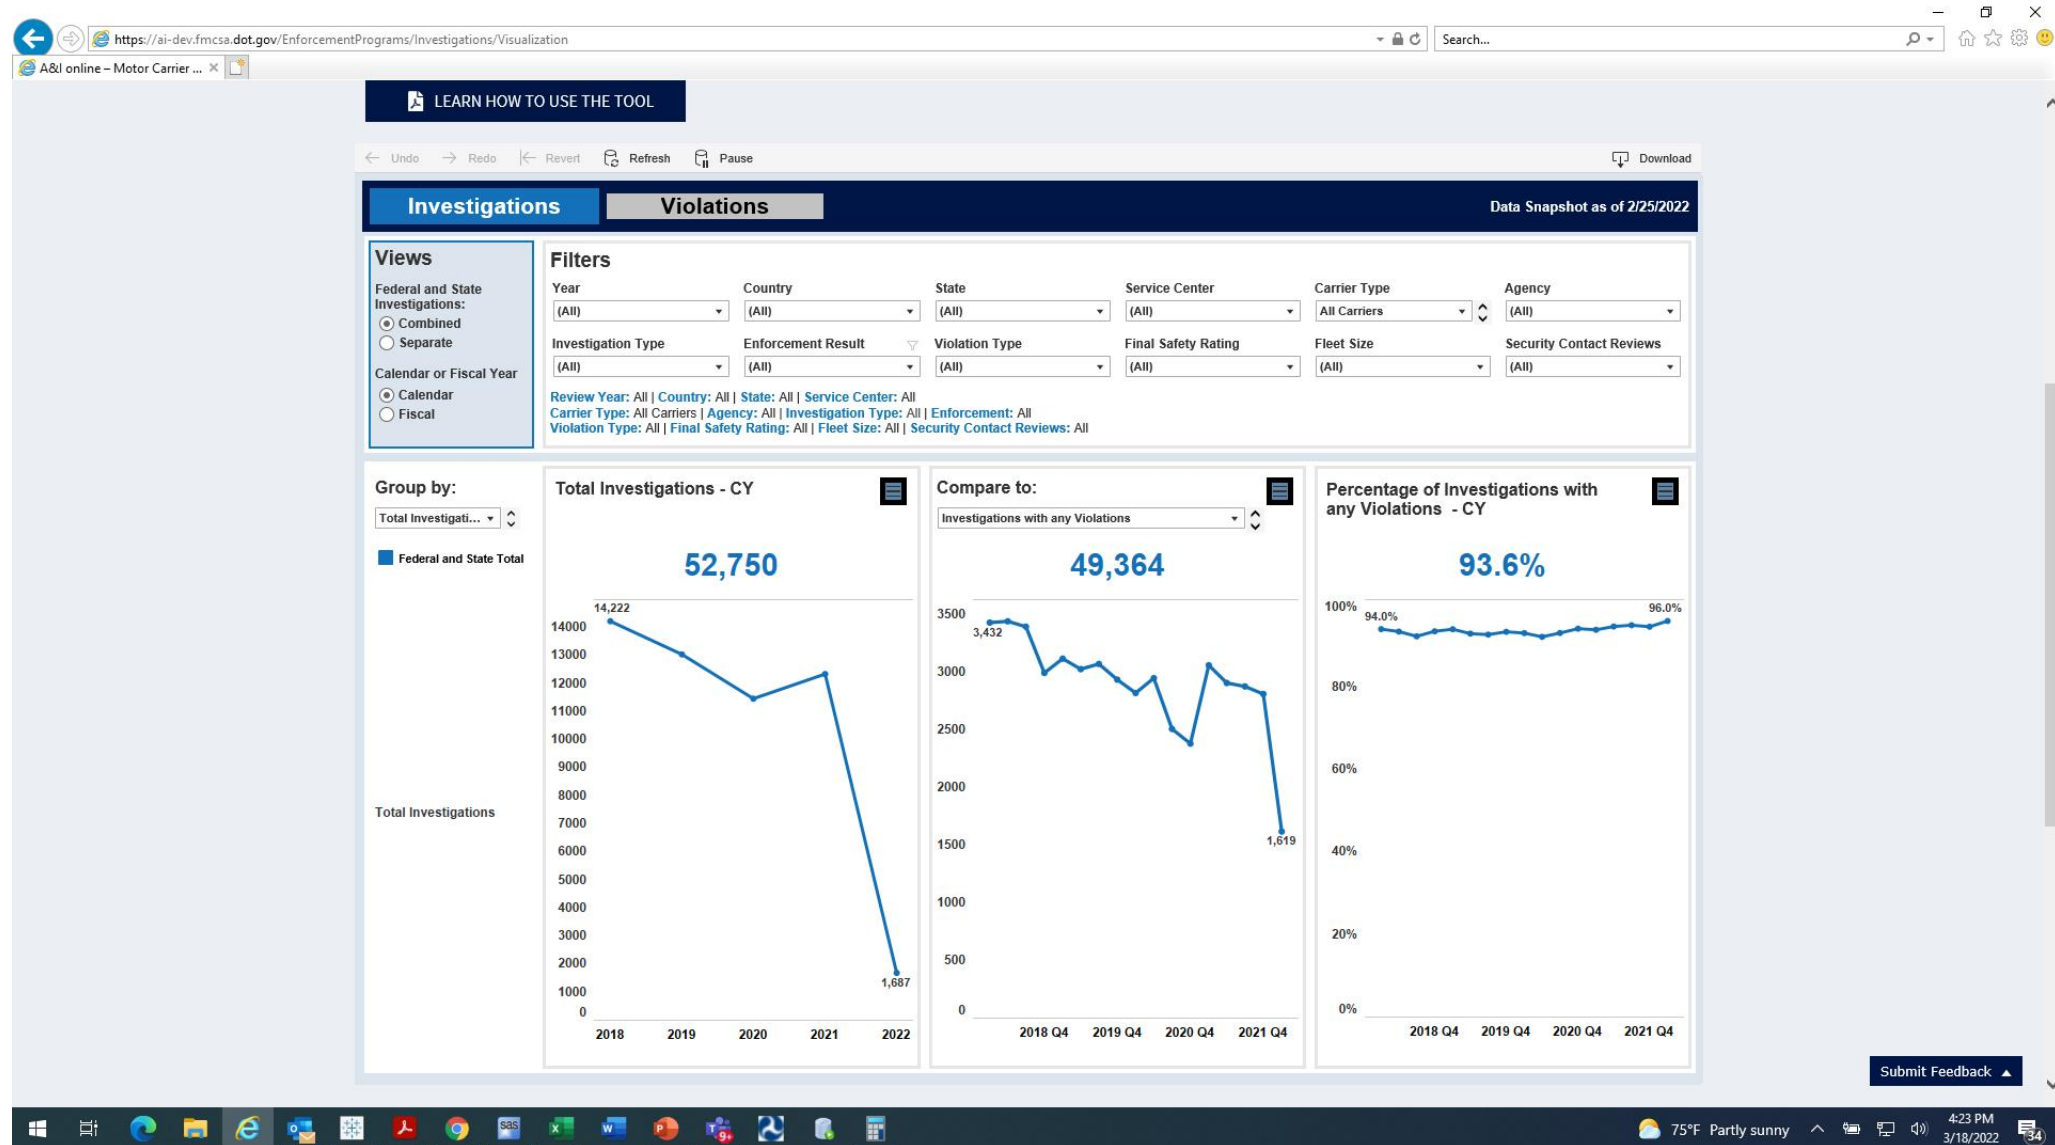 https://ai-dev.fmcsa.dot.gov/EnforcementPrograms/Investigations/Visualization
Search...
A&I online – Motor Carrier ...
LEARN HOW TO USE THE TOOL
Undo Redo Revert Refresh Pause Download
Investigations Violations Data Snapshot as of 2/25/2022
Views
Federal and State
Investigations:
Combined
Separate
Calendar or Fiscal Year
Calendar
Fiscal
Filters
Year Country State Service Center Carrier Type Agency
(All) (All) (All) (All) All Carriers (All)
Investigation Type Enforcement Result Violation Type Final Safety Rating Fleet Size Security Contact Reviews
(All) (All) (All) (All) (All) (All)
Review Year: All | Country: All | State: All | Service Center: All
Carrier Type: All Carriers | Agency: All | Investigation Type: All | Enforcement: All
Violation Type: All | Final Safety Rating: All | Fleet Size: All | Security Contact Reviews: All
Group by:
Total Investigati...
Federal and State Total
Total Investigations
Total Investigations - CY
52,750
14,222
14000
13000
12000
11000
10000
9000
8000
7000
6000
5000
4000
3000
2000
1,687
1000
0
2018 2019 2020 2021 2022
Compare to:
Investigations with any Violations
49,364
3500
3,432
3000
2500
2000
1500
1,619
1000
500
0
2018 Q4 2019 Q4 2020 Q4 2021 Q4
Percentage of Investigations with
any Violations - CY
93.6%
100%
94.0%
96.0%
80%
60%
40%
20%
0%
2018 Q4 2019 Q4 2020 Q4 2021 Q4
Submit Feedback
sas
75°F Partly sunny
4:23 PM
3/18/2022
34